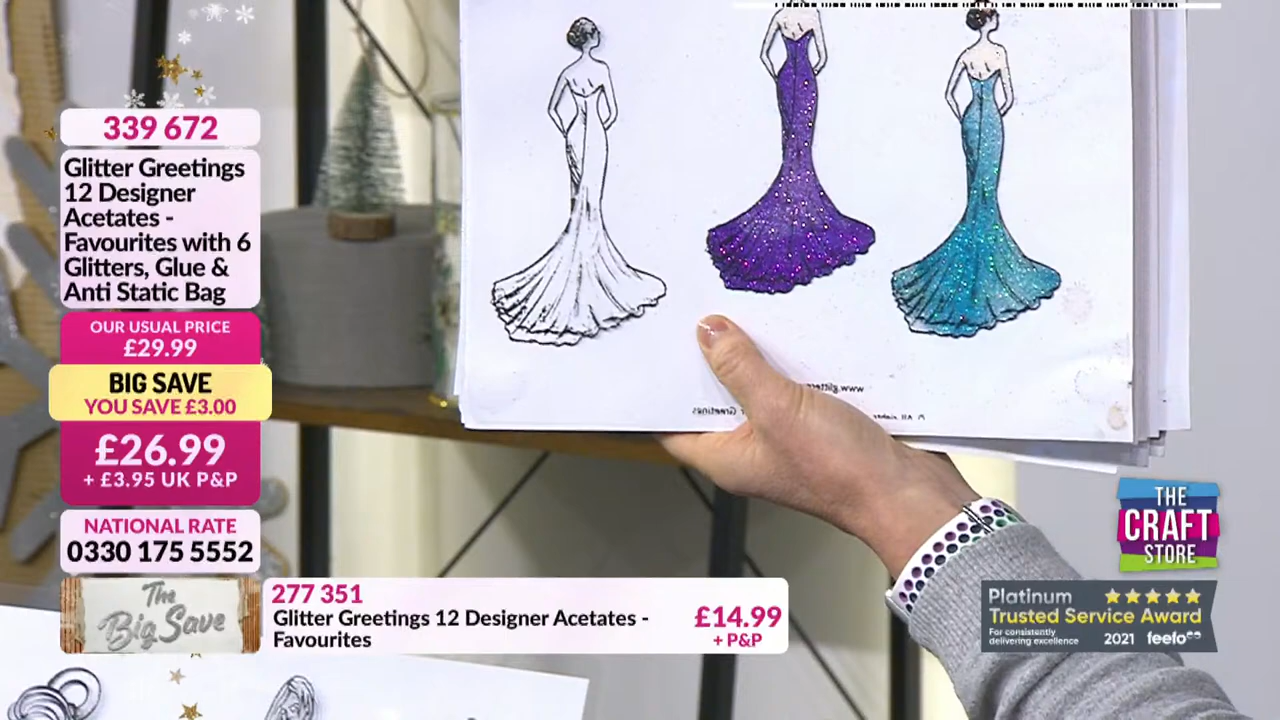 339 672
Glitter Greetings
12 Designer
Acetates -
Favourites with 6
Glitters, Glue &
Anti Static Bag
OUR USUAL PRICE
£29.99
BIG SAVE
YOU SAVE £3.00
£26.99
+ £3.95 UK P&P
NATIONAL RATE
0330 175 5552
The
Big Save
277 351
Glitter Greetings 12 Designer Acetates -
Favourites
£14.99
+ P&P
THE
CRAFT
STORE
Platinum
Trusted Service Award
For consistently
delivering excellence
2021 feefo